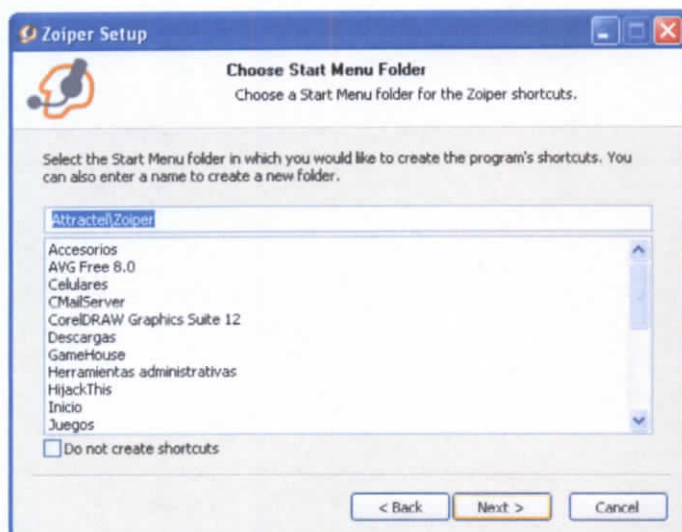 Zoiper Setup
Choose Start Menu Folder
Choose a Start Menu folder for the Zoiper shortcuts.
Select the Start Menu folder in which you would like to create the program's shortcuts. You
can also enter a name to create a new folder.
Attractel\Zoiper
Accesorios
AVG Free 8.0
Celulares
CMailServer
CorelDRAW Graphics Suite 12
Descargas
GameHouse
Herramientas administrativas
HijackThis
Inicio
Juegos
Do not create shortcuts
< Back Next > Cancel